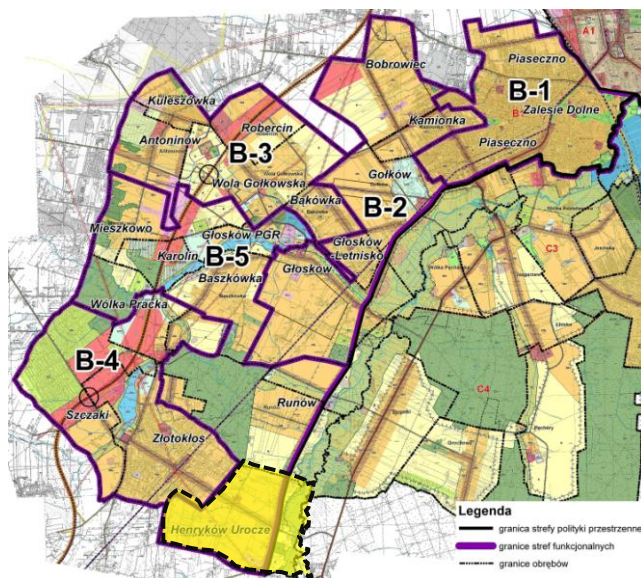 A1
Piaseczno
Bobrowiec
B-1
Zalesie Dolne
Kuleszówka
Kamionka
Robercin
Antoninów
B-3
Piaseczno
Wola Gołkowska
Gołków
Bąkówka
B-2
Mieszkowo
Głosków PGR
Głosków
-Letnisko
Karolin
B-5
Głosków
Baszkówka
C3
Wólka Pracka
B-4
C4
Runów
Szczaki
Złotokłos
Henryków Urocze
Legenda
granica strefy polityki przestrzenne
granice stref funkcjonalnych
granice obrębów